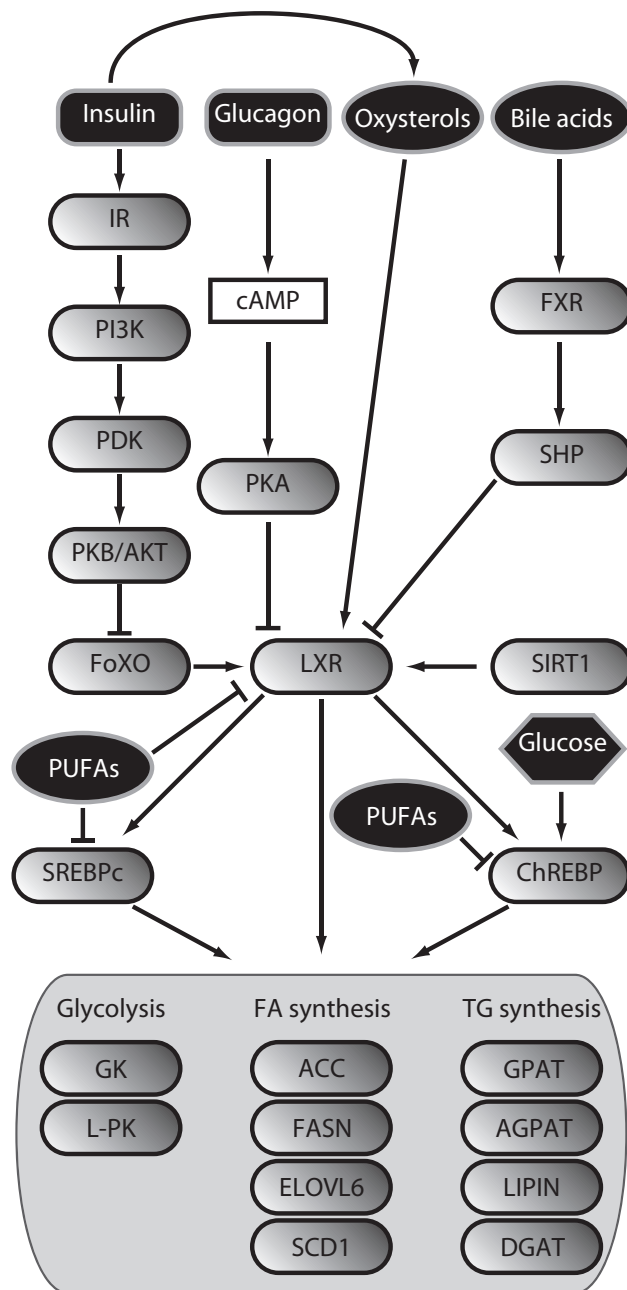 Insulin
Glucagon
Oxysterols
Bile acids
IR
cAMP
FXR
PI3K
PDK
PKA
SHP
PKB/AKT
FoXO
LXR
SIRT1
PUFAs
Glucose
PUFAs
SREBPc
ChREBP
Glycolysis
FA synthesis
TG synthesis
GK
ACC
GPAT
L-PK
FASN
AGPAT
ELOVL6
LIPIN
SCD1
DGAT